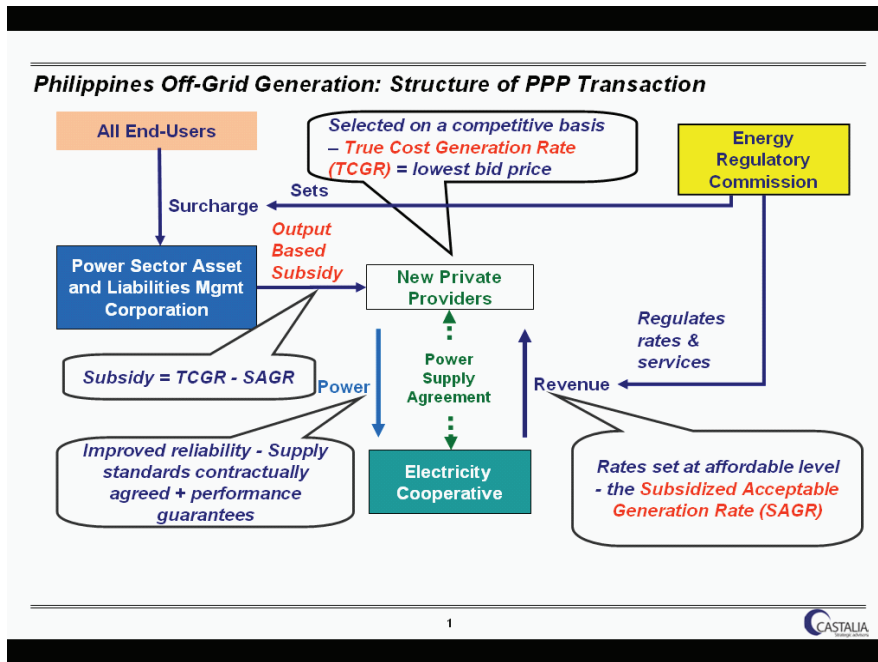 Philippines Off-Grid Generation: Structure of PPP Transaction
All End-Users
Selected on a competitive basis
– True Cost Generation Rate
(TCGR) = lowest bid price
Energy
Regulatory
Commission
Sets
Surcharge
Output
Based
Subsidy
Power Sector Asset
and Liabilities Mgmt
Corporation
New Private
Providers
Regulates
rates &
services
Subsidy = TCGR - SAGR
Power
Power
Supply
Agreement
Revenue
Improved reliability - Supply
standards contractually
agreed + performance
guarantees
Electricity
Cooperative
Rates set at affordable level
- the Subsidized Acceptable
Generation Rate (SAGR)
1
CASTALIA
Strategic Advisors